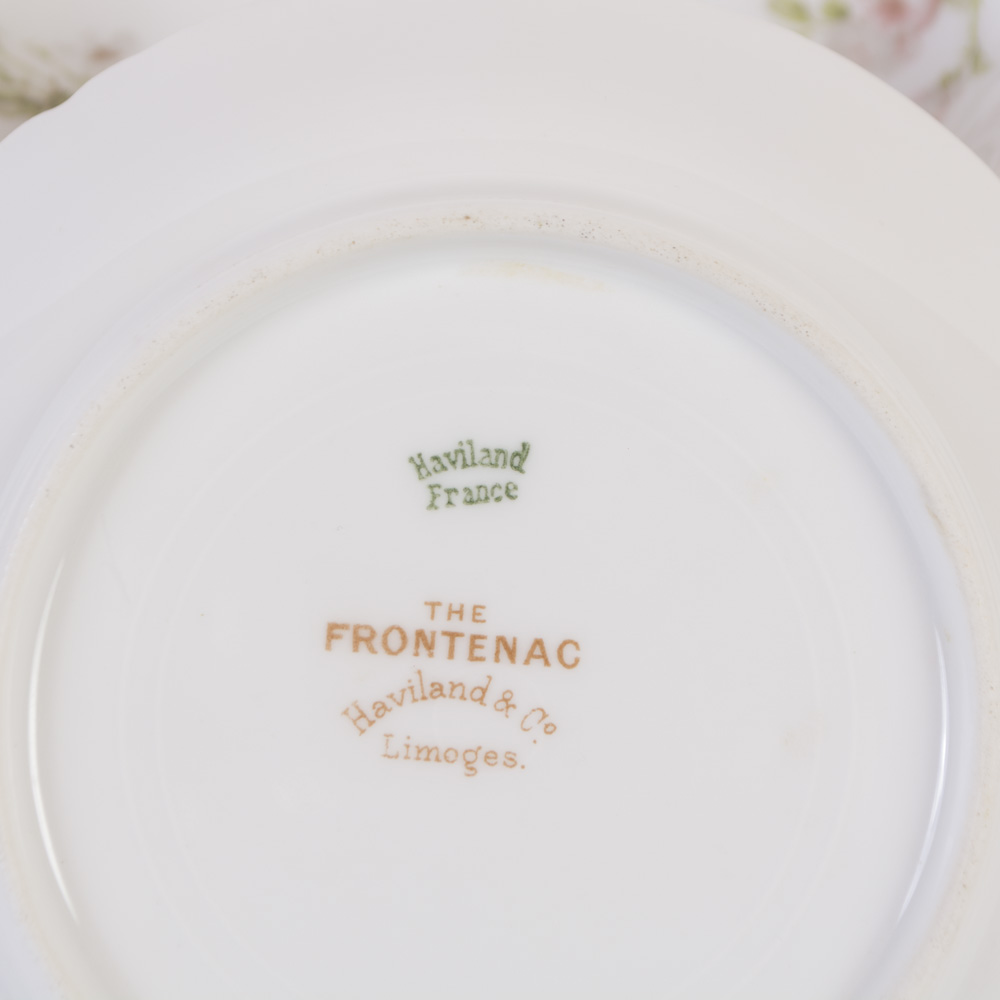 Haviland
France
THE
FRONTENAC
Haviland & Co.
Limoges.